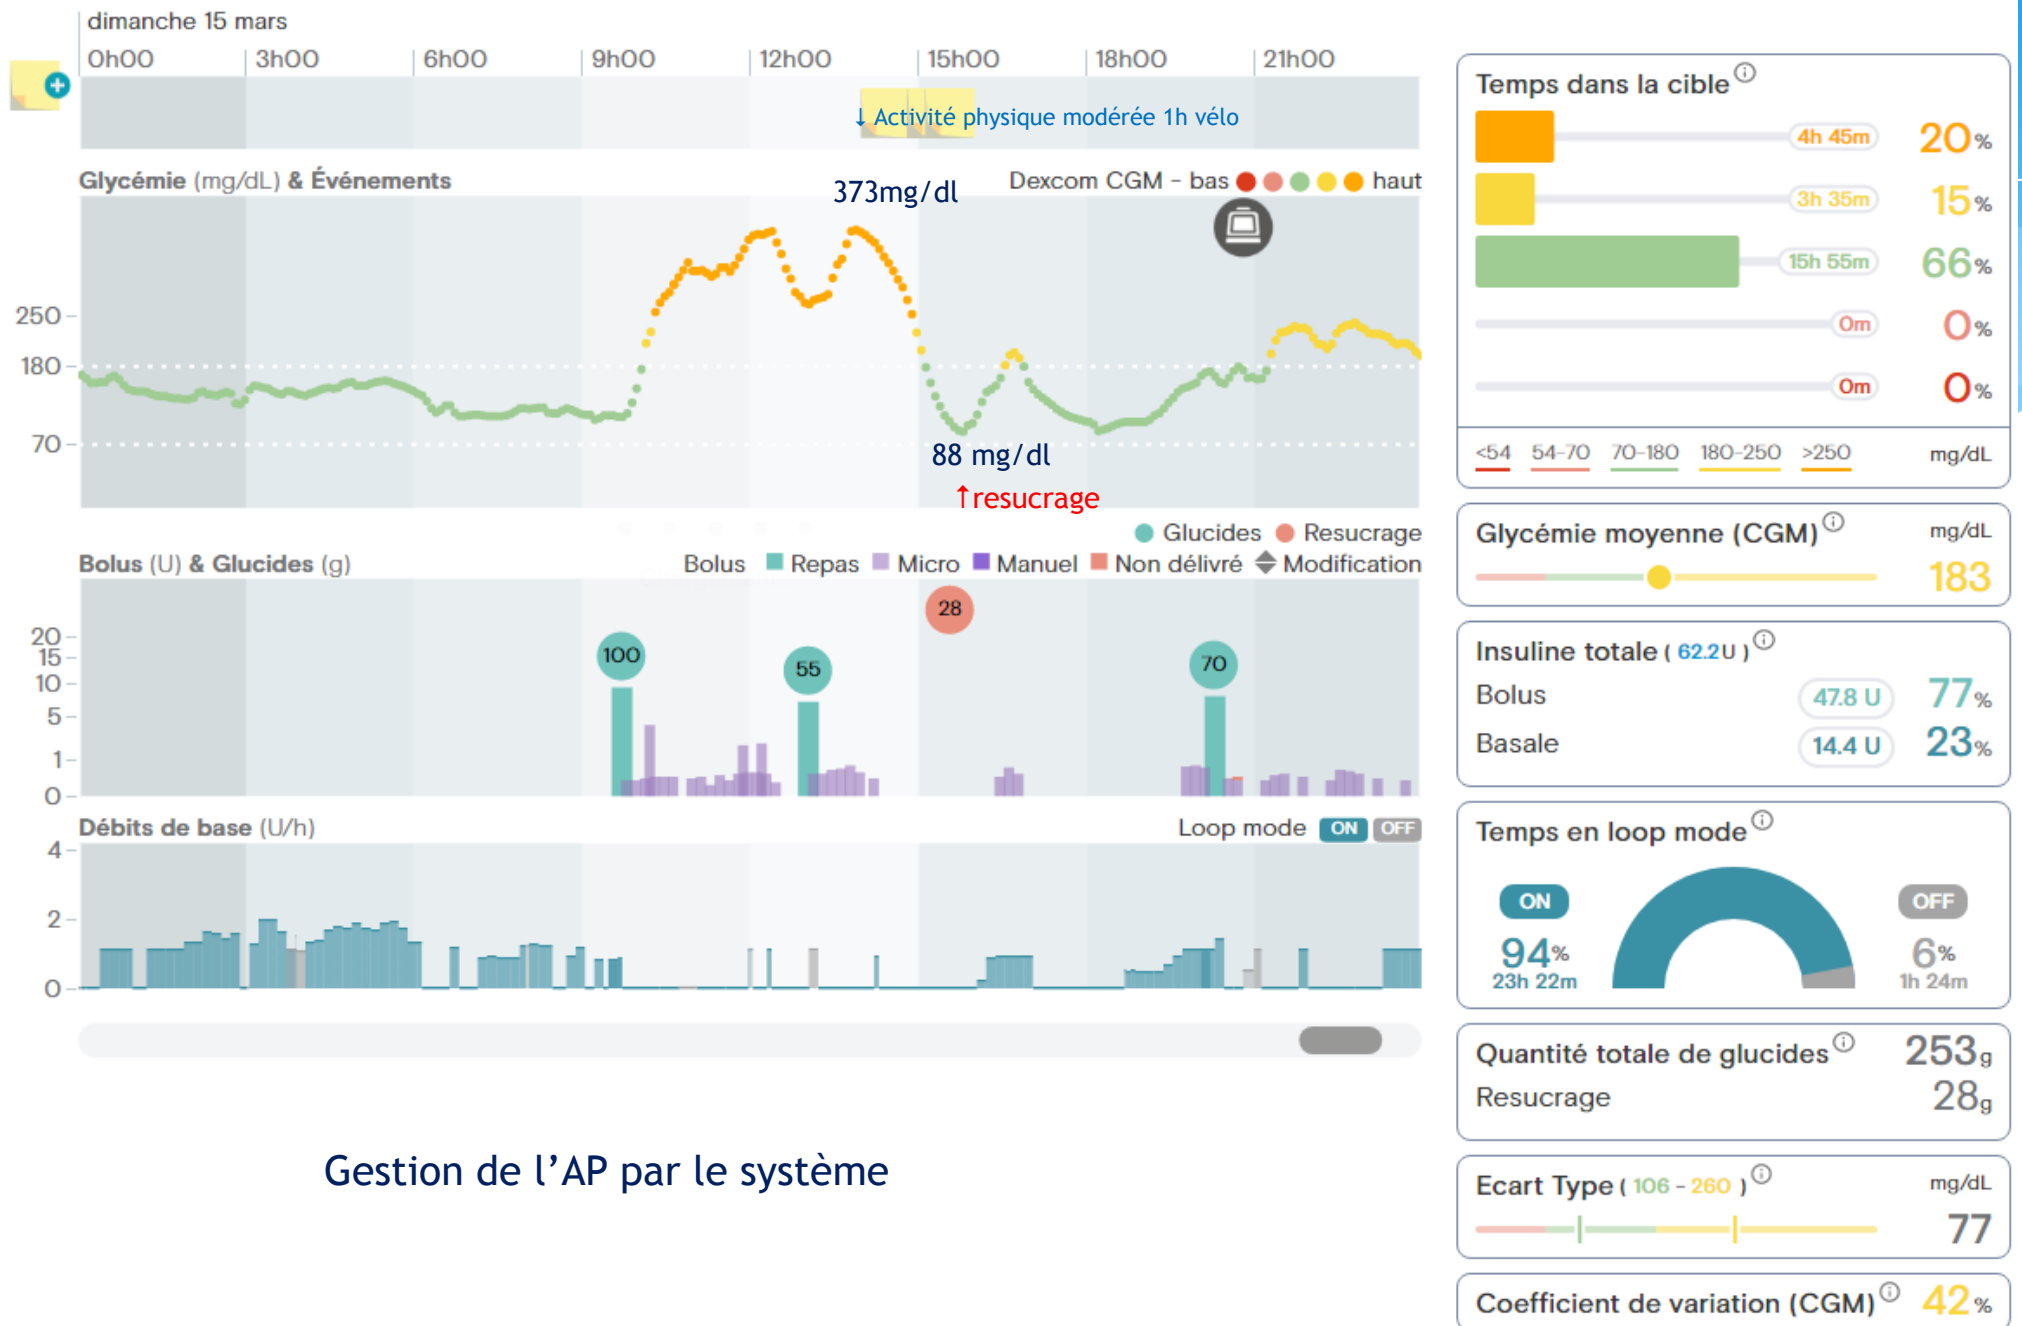 dimanche 15 mars
0h00 3h00 6h00 9h00 12h00 15h00 18h00 21h00
↓ Activité physique modérée 1h vélo
Glycémie (mg/dL) & Événements
373mg/dl
Dexcom CGM - bas haut
250
180
70
88 mg/dl
↑resucrage
Glucides Resucrage
Bolus (U) & Glucides (g)
Bolus Repas Micro Manuel Non délivré Modification
28
20
15
10
5
1
0
100
55
70
Débits de base (U/h)
Loop mode ON OFF
4
2
0
Gestion de l'AP par le système
Temps dans la cible
4h 45m 20%
3h 35m 15%
15h 55m 66%
0m 0%
0m 0%
<54 54-70 70-180 180-250 >250 mg/dL
Glycémie moyenne (CGM) mg/dL
183
Insuline totale ( 62.2U )
Bolus 47.8 U 77%
Basale 14.4 U 23%
Temps en loop mode
ON OFF
94% 6%
23h 22m 1h 24m
Quantité totale de glucides 253g
Resucrage 28g
Ecart Type ( 106 - 260 ) mg/dL
77
Coefficient de variation (CGM) 42%